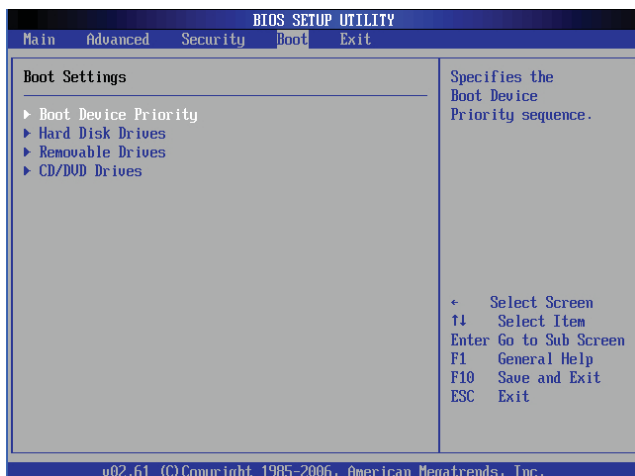 BIOS SETUP UTILITY
Main Advanced Security Boot Exit
Boot Settings
▶ Boot Device Priority
▶ Hard Disk Drives
▶ Removable Drives
▶ CD/DVD Drives
Specifies the
Boot Device
Priority sequence.
← Select Screen
↑↓ Select Item
Enter Go to Sub Screen
F1 General Help
F10 Save and Exit
ESC Exit
v02.61 (C)Copyright 1985-2006, American Megatrends, Inc.